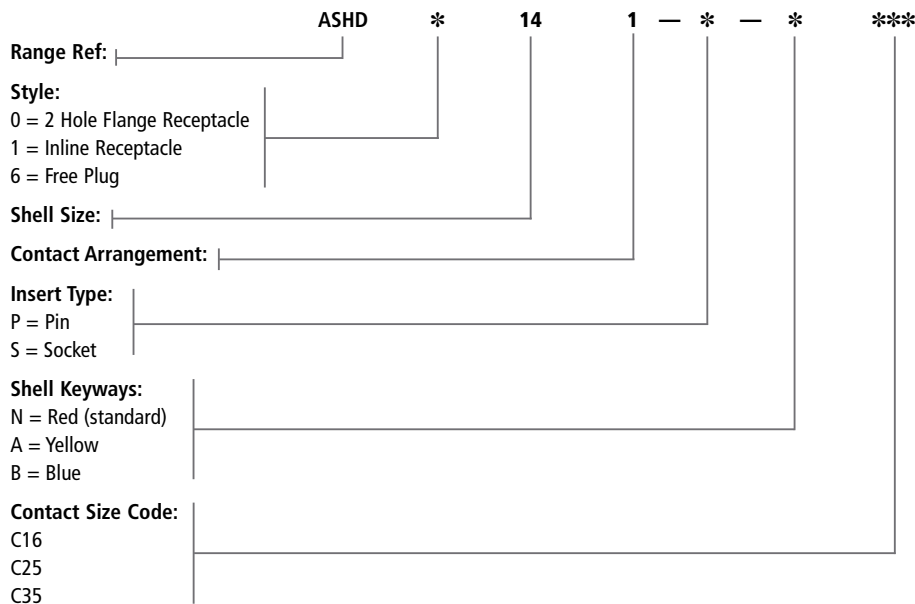 ASHD * 14 1 — * — * ***
Range Ref:
Style:
0 = 2 Hole Flange Receptacle
1 = Inline Receptacle
6 = Free Plug
Shell Size:
Contact Arrangement:
Insert Type:
P = Pin
S = Socket
Shell Keyways:
N = Red (standard)
A = Yellow
B = Blue
Contact Size Code:
C16
C25
C35